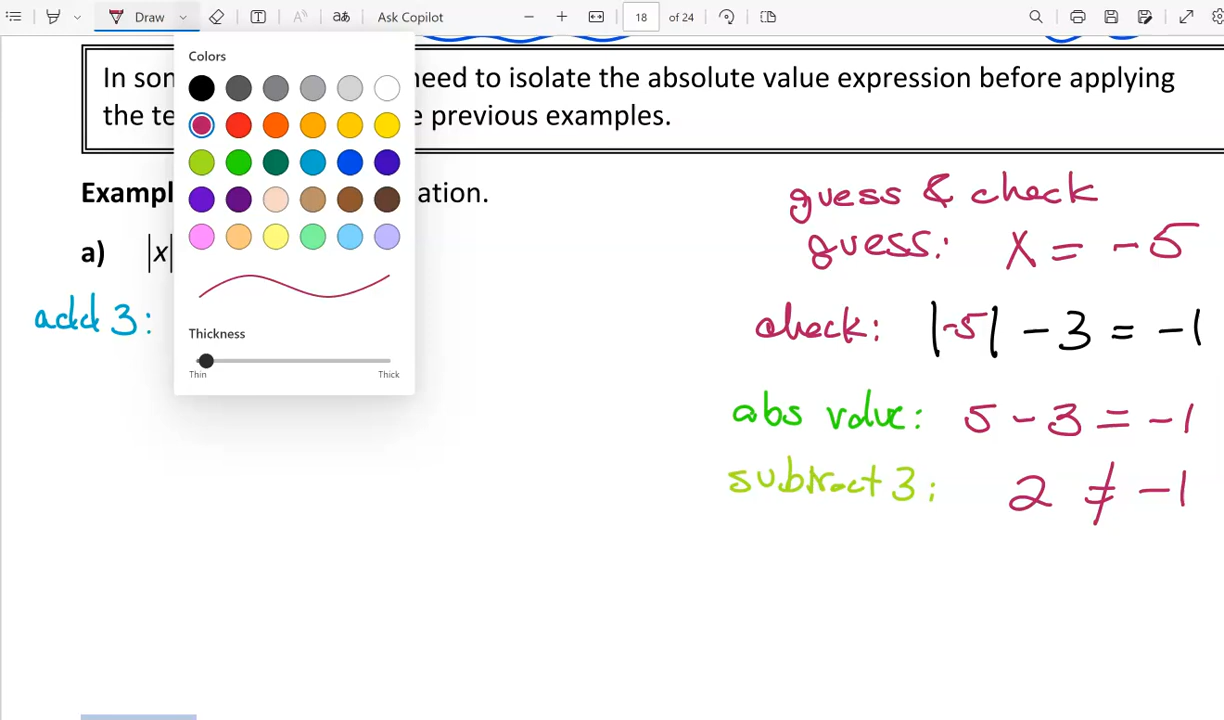 Draw Ask Copilot 18 of 24
Colors
In son need to isolate the absolute value expression before applying
the te e previous examples.
Exampl ation.
guess & check
a) |x|
guess: x = -5
add 3:
check: |-5| - 3 = -1
Thickness
Thin Thick
abs value: 5 - 3 = -1
subtract 3: 2 ≠ -1